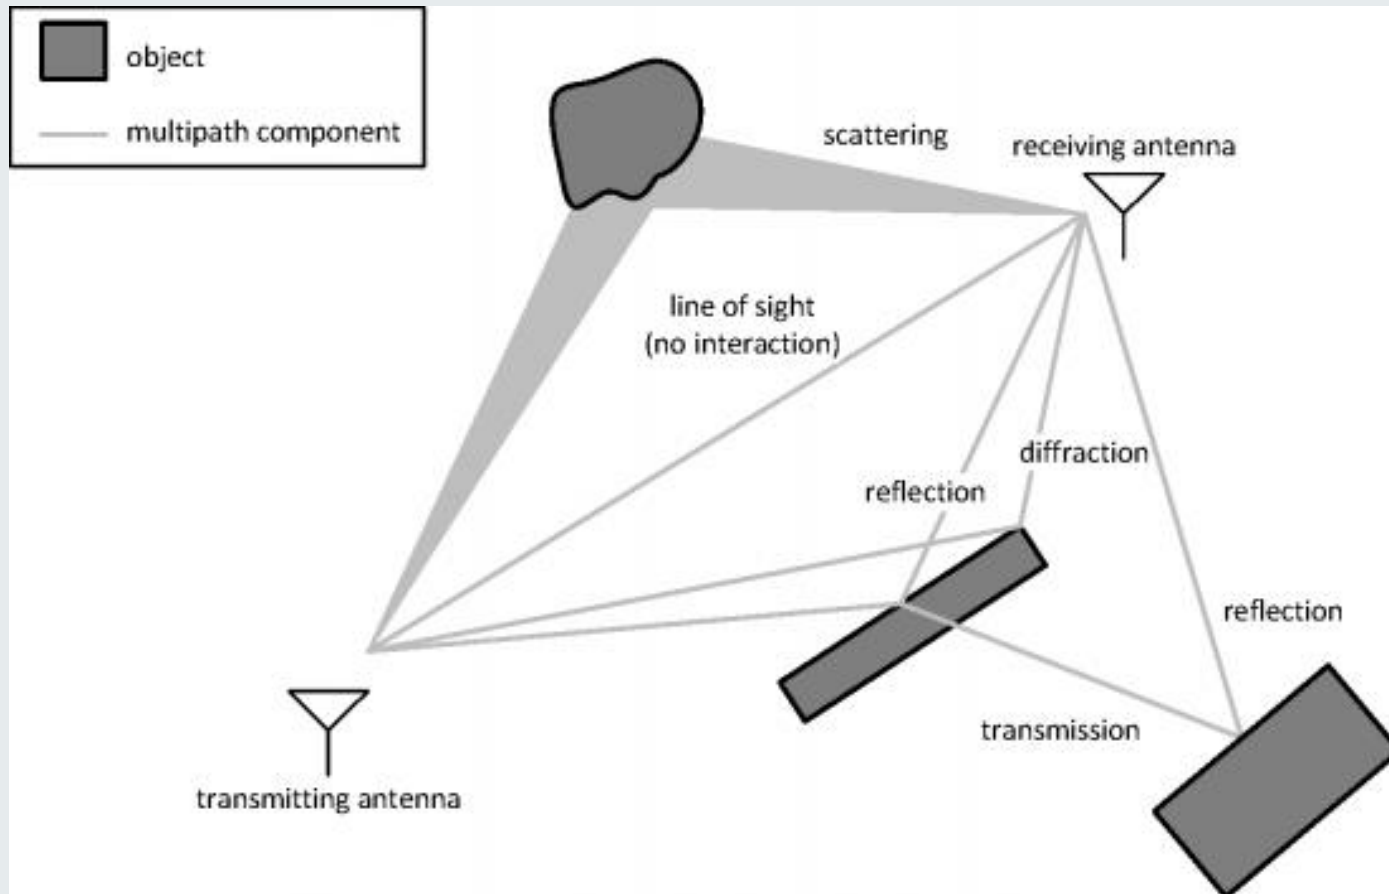 object
multipath component
scattering
receiving antenna
line of sight
(no interaction)
diffraction
reflection
reflection
transmission
transmitting antenna